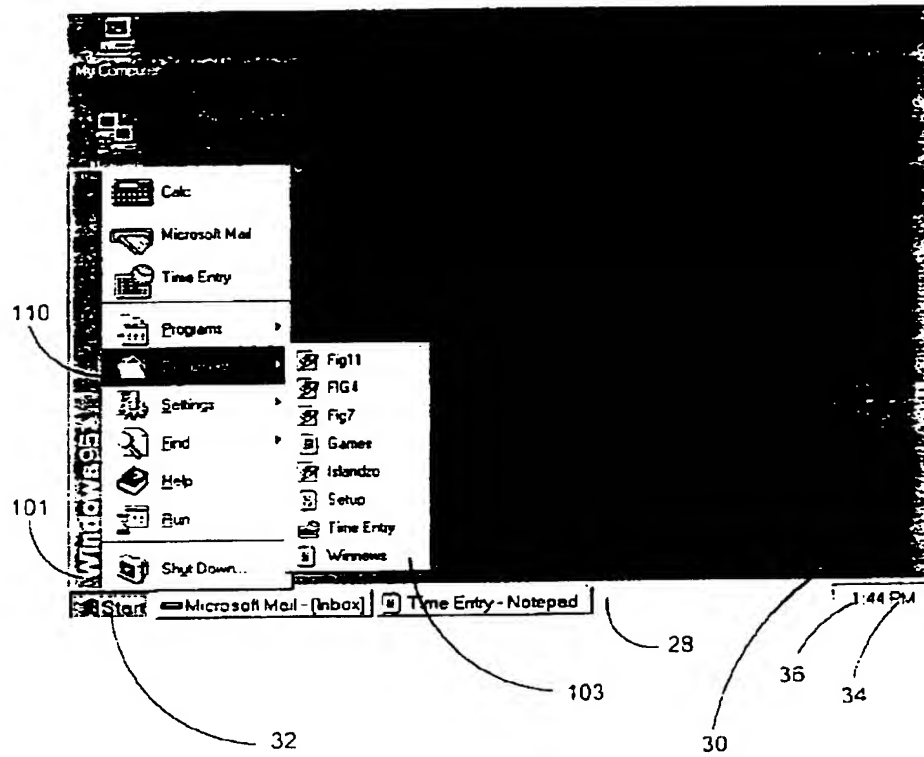 My Computer
Calc
Microsoft Mail
Time Entry
110
Programs
Fig11
FIG4
Settings
Fig7
Find
Games
Islandzo
Help
Setup
101
Run
Time Entry
Winnews
Windows95
Shut Down...
Start
Microsoft Mail - [Inbox]
Time Entry - Notepad
1:44 PM
28
36
34
103
32
30